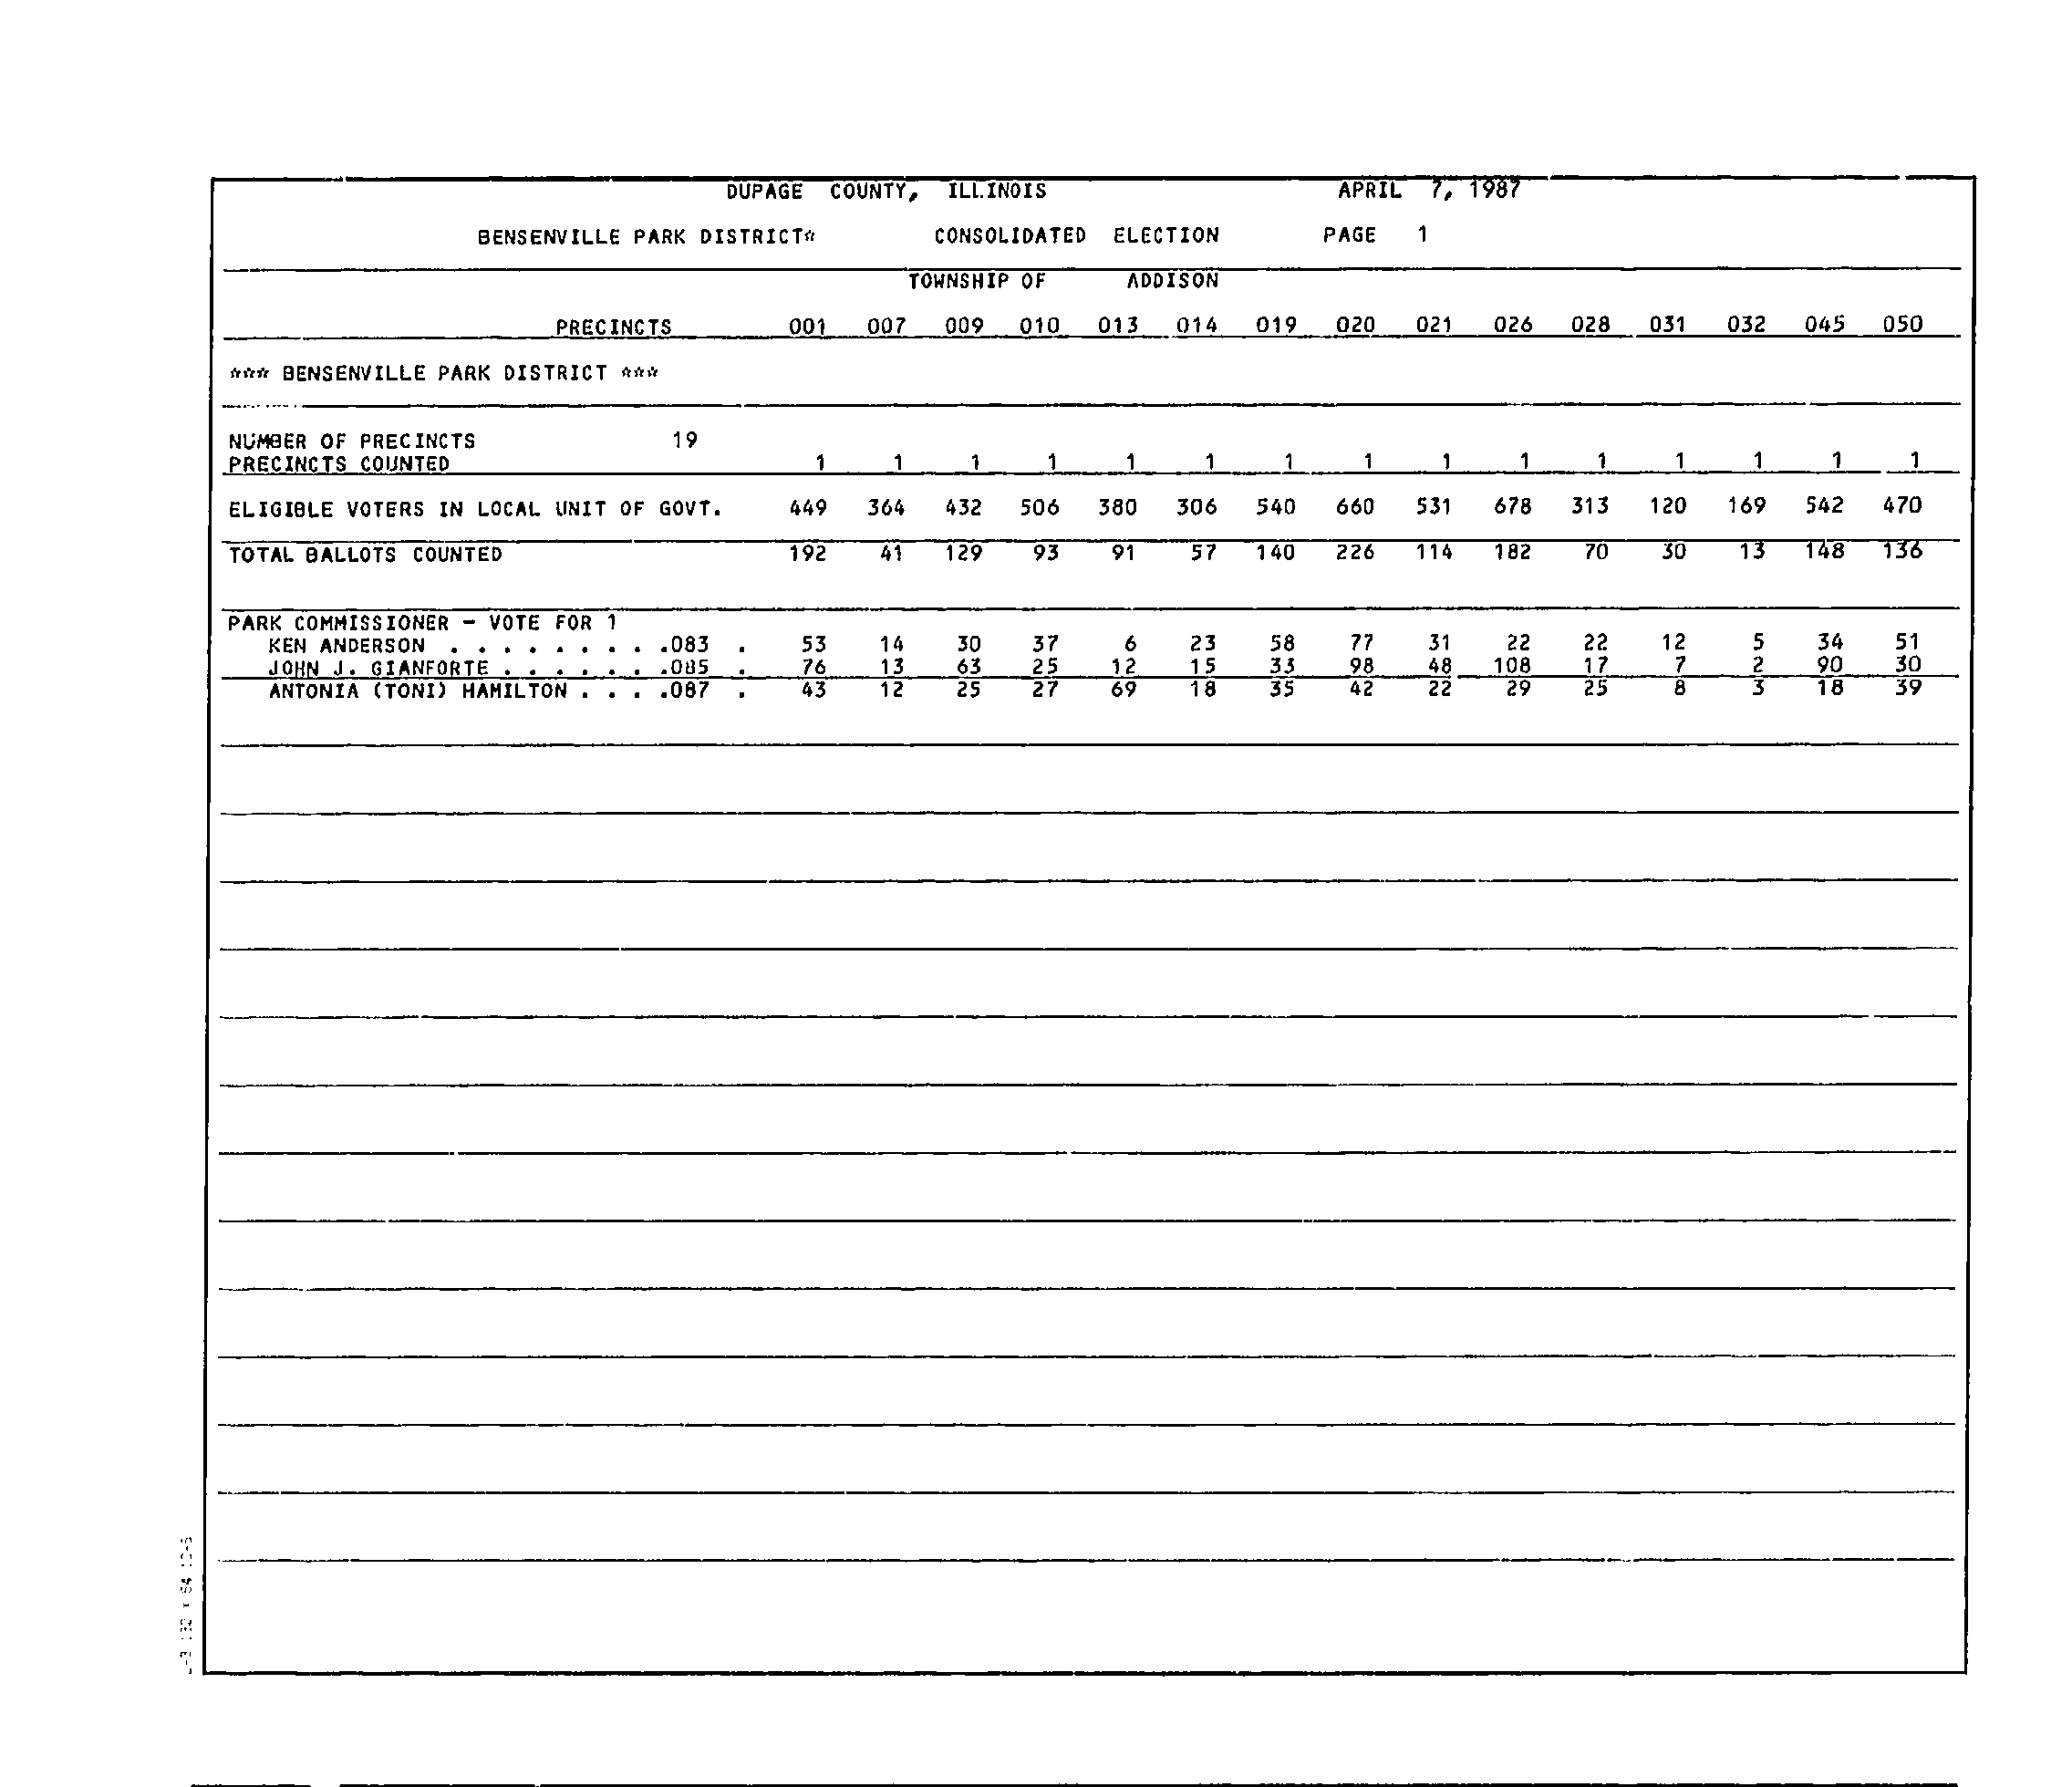 DUPAGE COUNTY, ILLINOIS APRIL 7, 1987
BENSENVILLE PARK DISTRICT* CONSOLIDATED ELECTION PAGE 1
TOWNSHIP OF ADDISON
PRECINCTS 001 007 009 010 013 014 019 020 021 026 028 031 032 045 050
*** BENSENVILLE PARK DISTRICT ***
NUMBER OF PRECINCTS 19
PRECINCTS COUNTED 1 1 1 1 1 1 1 1 1 1 1 1 1 1 1
ELIGIBLE VOTERS IN LOCAL UNIT OF GOVT. 449 364 432 506 380 306 540 660 531 678 313 120 169 542 470
TOTAL BALLOTS COUNTED 192 41 129 93 91 57 140 226 114 182 70 30 13 148 136
PARK COMMISSIONER - VOTE FOR 1
KEN ANDERSON . . . . . . . . .083 . 53 14 30 37 6 23 58 77 31 22 22 12 5 34 51
JOHN J. GIANFORTE . . . . . . .085 . 76 13 63 25 12 15 33 98 48 108 17 7 2 90 30
ANTONIA (TONI) HAMILTON . . . .087 . 43 12 25 27 69 18 35 42 22 29 25 8 3 18 39